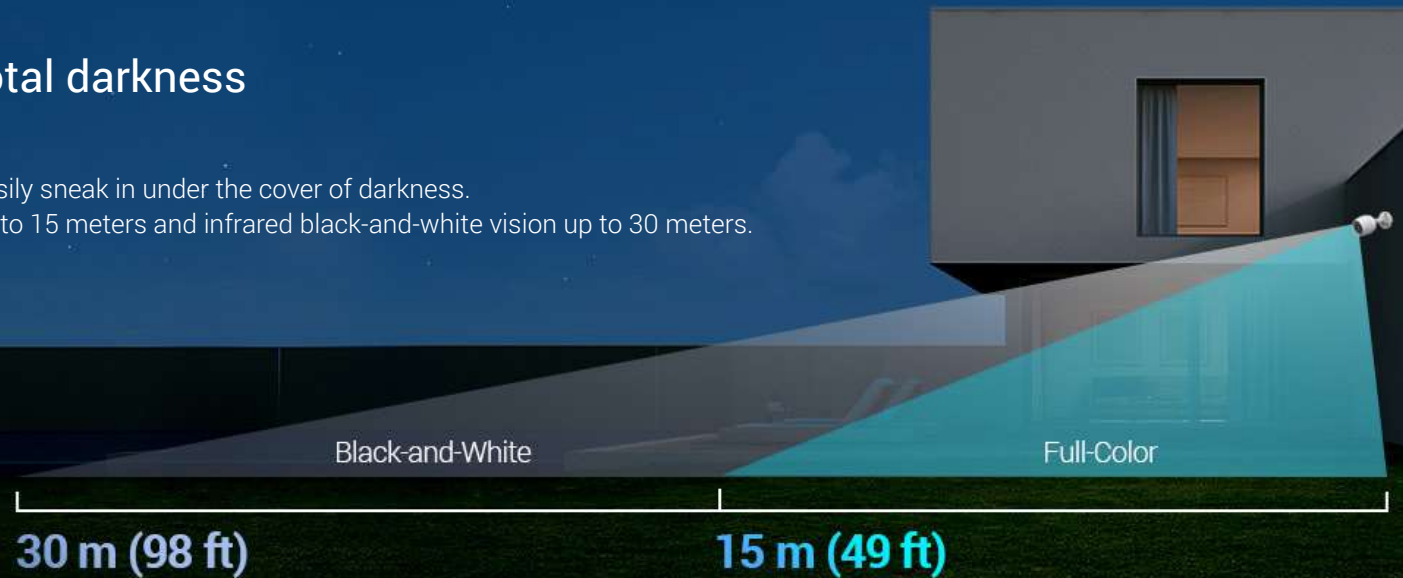 otal darkness
sily sneak in under the cover of darkness.
to 15 meters and infrared black-and-white vision up to 30 meters.
Black-and-White
Full-Color
30 m (98 ft)
15 m (49 ft)